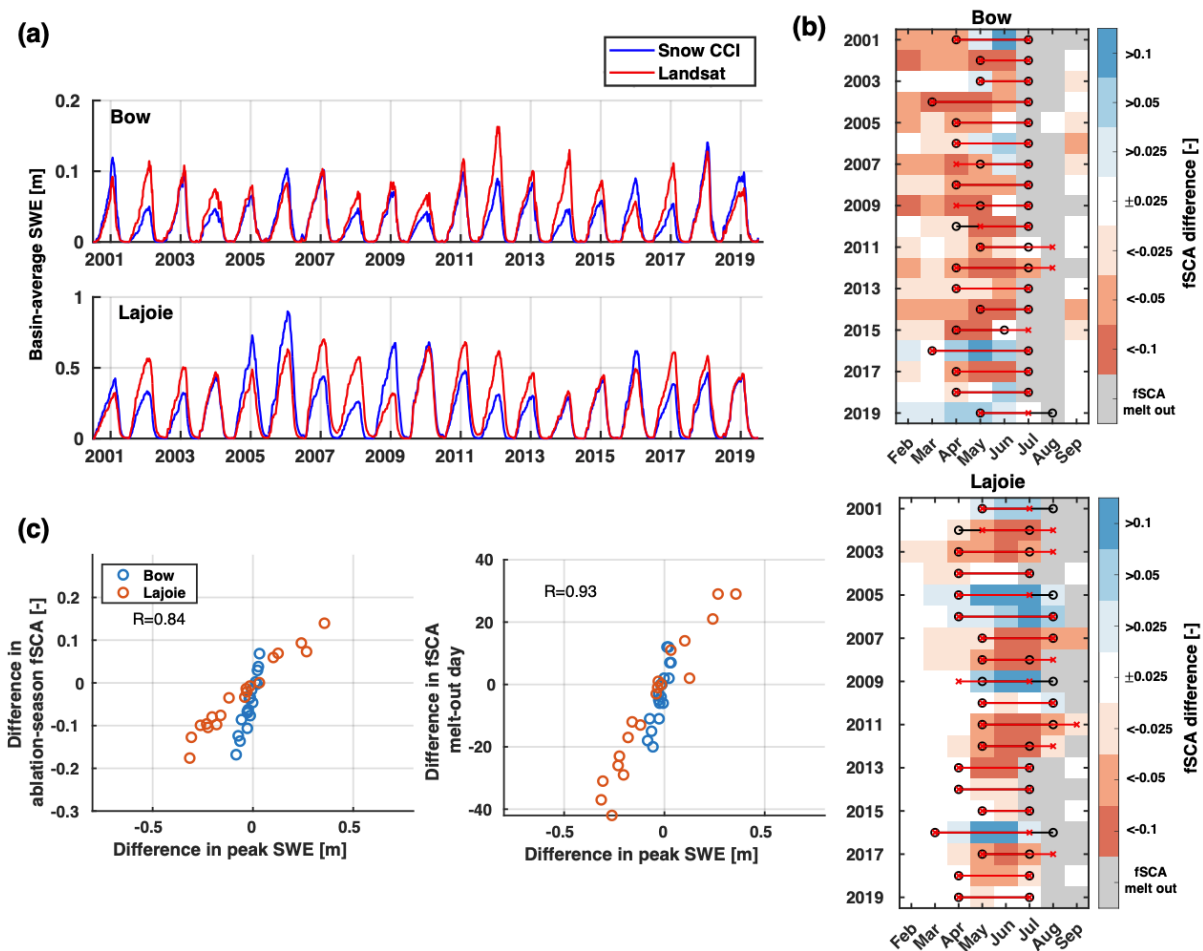 (a)
Snow CCI
Landsat
Basin-average SWE [m]
Bow
0.2
0.1
0
2001 2003 2005 2007 2009 2011 2013 2015 2017 2019
Lajoie
1
0.5
0
2001 2003 2005 2007 2009 2011 2013 2015 2017 2019
(b)
Bow
2001
2003
2005
2007
2009
2011
2013
2015
2017
2019
Feb Mar Apr May Jun Jul Aug Sep
>0.1
>0.05
>0.025
±0.025
<-0.025
<-0.05
<-0.1
fSCA
melt out
fSCA difference [-]
Lajoie
2001
2003
2005
2007
2009
2011
2013
2015
2017
2019
Feb Mar Apr May Jun Jul Aug Sep
>0.1
>0.05
>0.025
±0.025
<-0.025
<-0.05
<-0.1
fSCA
melt out
fSCA difference [-]
(c)
Bow
Lajoie
R=0.84
Difference in
ablation-season fSCA [-]
0.2
0.1
0
-0.1
-0.2
-0.3
-0.5 0 0.5
Difference in peak SWE [m]
R=0.93
Difference in fSCA
melt-out day
40
20
0
-20
-40
-0.5 0 0.5
Difference in peak SWE [m]